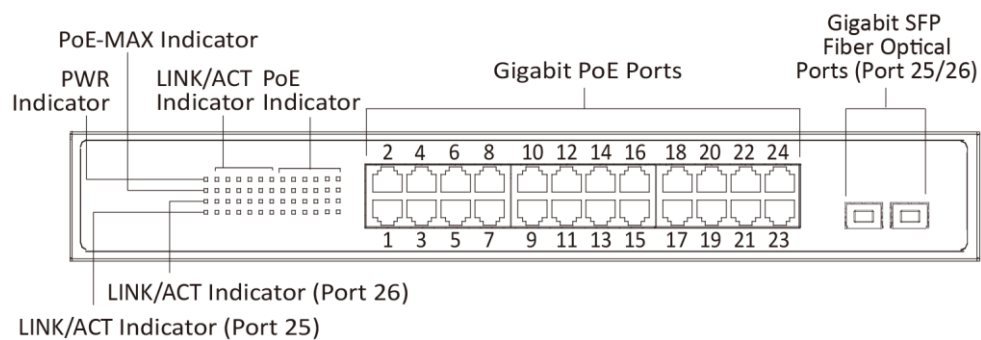 Gigabit SFP
Fiber Optical
Ports (Port 25/26)
PoE-MAX Indicator
PWR
Indicator
LINK/ACT
Indicator
PoE
Indicator
Gigabit PoE Ports
2 4 6 8 10 12 14 16 18 20 22 24
1 3 5 7 9 11 13 15 17 19 21 23
LINK/ACT Indicator (Port 26)
LINK/ACT Indicator (Port 25)